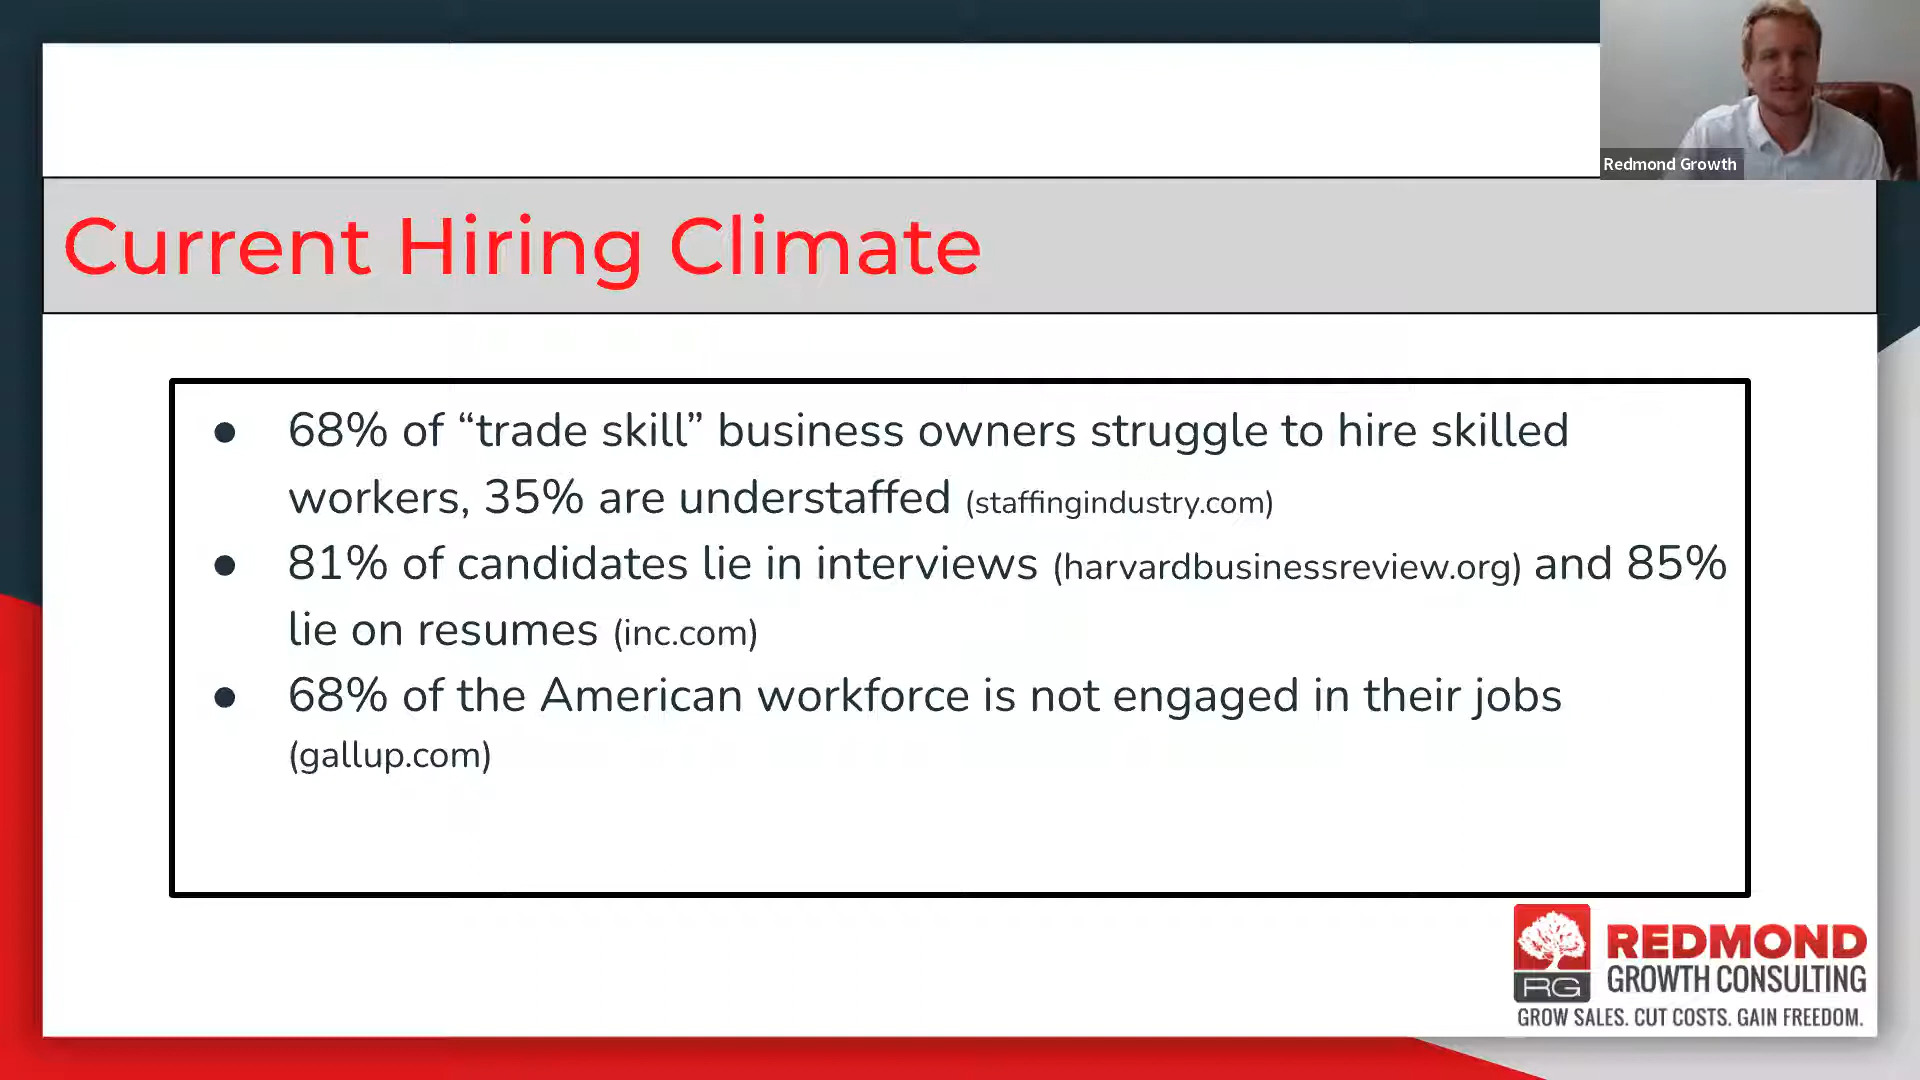 Redmond Growth
Current Hiring Climate
● 68% of “trade skill” business owners struggle to hire skilled
workers, 35% are understaffed (staffingindustry.com)
● 81% of candidates lie in interviews (harvardbusinessreview.org) and 85%
lie on resumes (inc.com)
● 68% of the American workforce is not engaged in their jobs
(gallup.com)
RG
REDMOND
GROWTH CONSULTING
GROW SALES. CUT COSTS. GAIN FREEDOM.